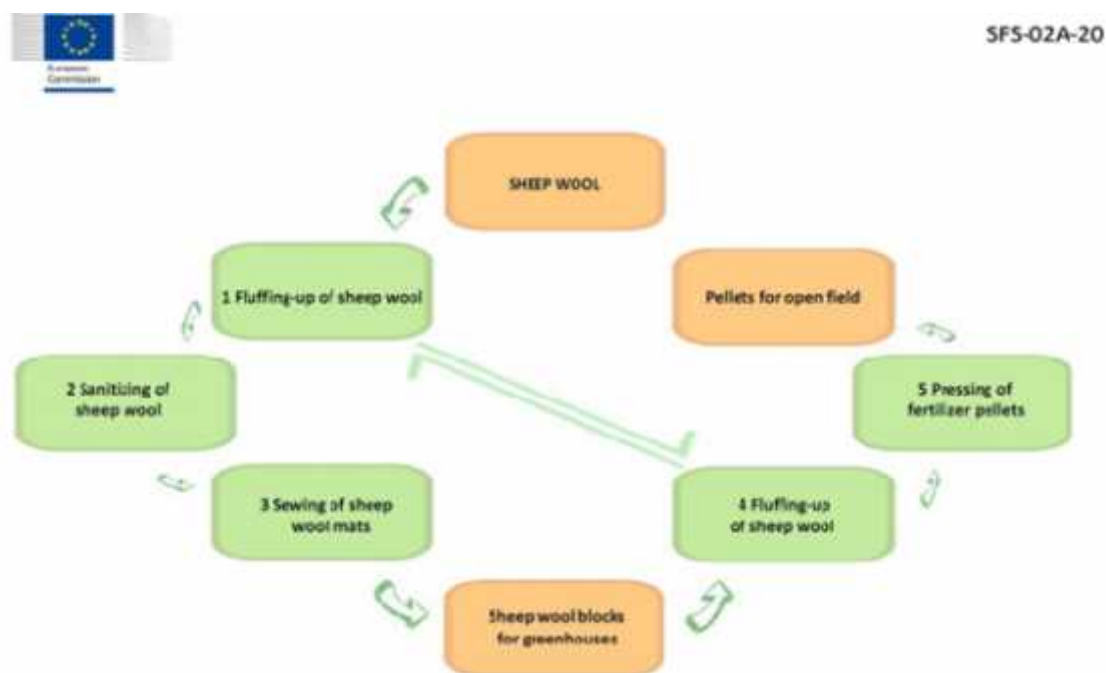 SFS-02A-20
European
Commission
SHEEP WOOL
1 Fluffing-up of sheep wool
Pellets for open field
2 Sanitizing of
sheep wool
5 Pressing of
fertilizer pellets
3 Sewing of sheep
wool mats
4 Fluffing-up
of sheep wool
Sheep wool blocks
for greenhouses